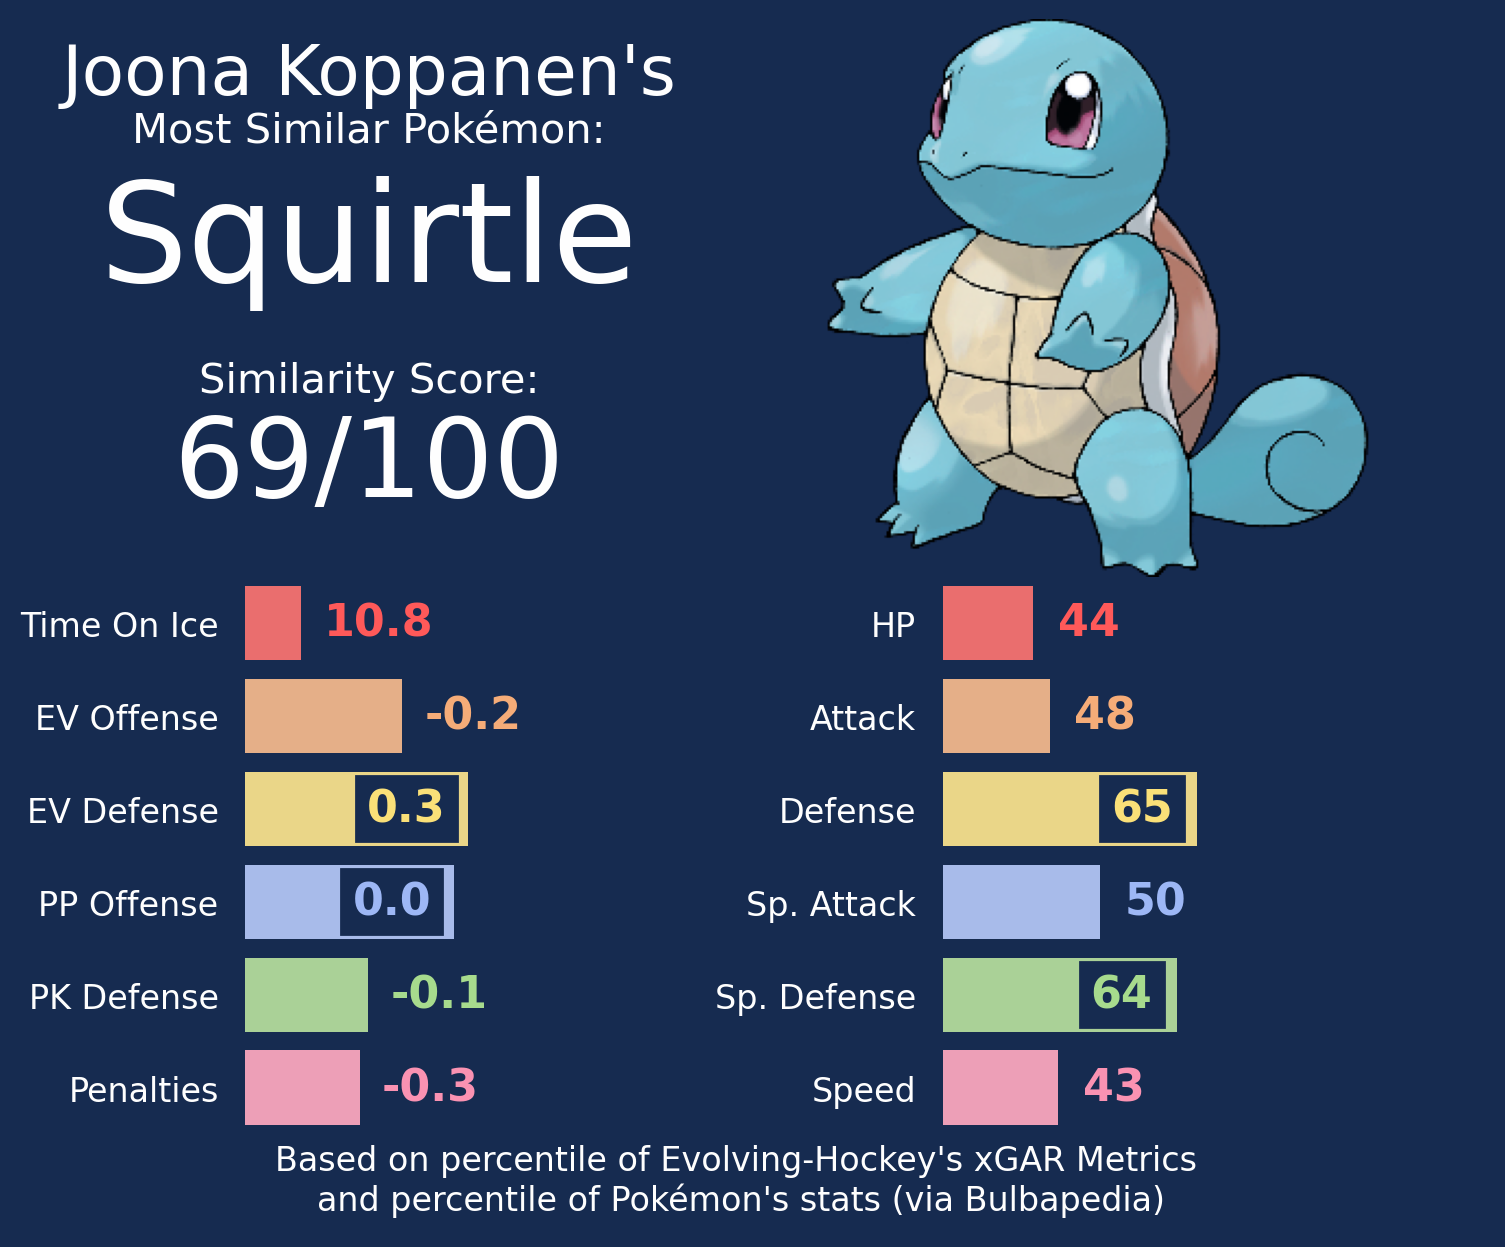 Joona Koppanen's
Most Similar Pokémon:
Squirtle
Similarity Score:
69/100
Time On Ice 10.8
EV Offense -0.2
EV Defense 0.3
PP Offense 0.0
PK Defense -0.1
Penalties -0.3
HP 44
Attack 48
Defense 65
Sp. Attack 50
Sp. Defense 64
Speed 43
Based on percentile of Evolving-Hockey's xGAR Metrics
and percentile of Pokémon's stats (via Bulbapedia)